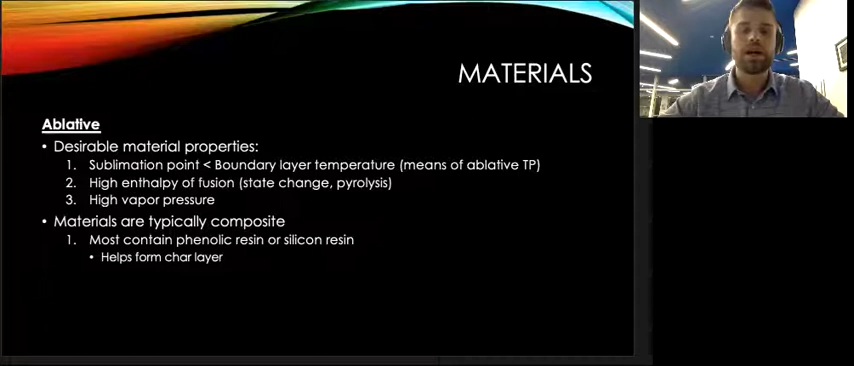 MATERIALS
Ablative
• Desirable material properties:
1. Sublimation point < Boundary layer temperature (means of ablative TP)
2. High enthalpy of fusion (state change, pyrolysis)
3. High vapor pressure
• Materials are typically composite
1. Most contain phenolic resin or silicon resin
• Helps form char layer